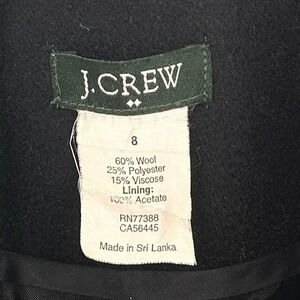 J.CREW
8
60% Wool
25% Polyester
15% Viscose
Lining:
100% Acetate
RN77388
CA56445
Made in Sri Lanka